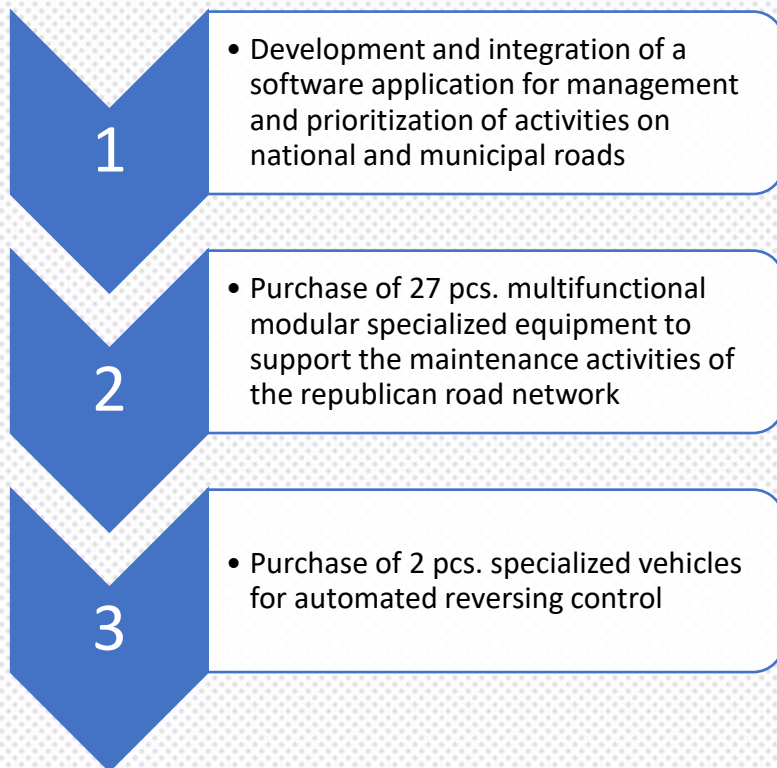 1
• Development and integration of a
software application for management
and prioritization of activities on
national and municipal roads
2
• Purchase of 27 pcs. multifunctional
modular specialized equipment to
support the maintenance activities of
the republican road network
3
• Purchase of 2 pcs. specialized vehicles
for automated reversing control